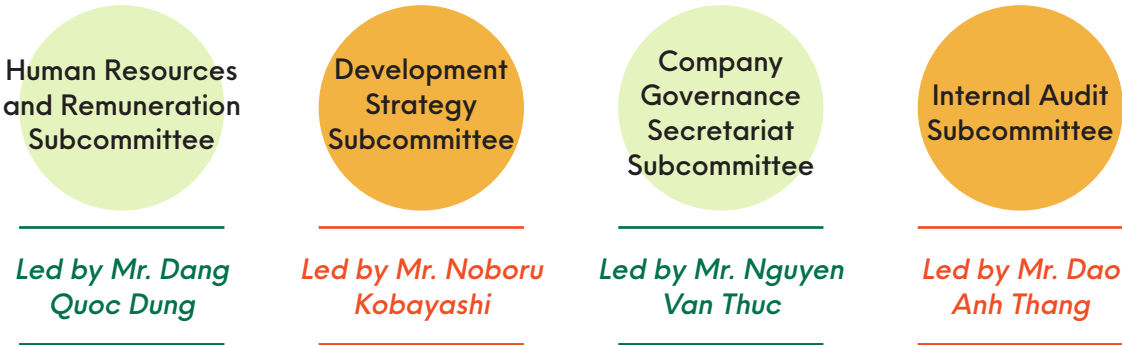 Human Resources
and Remuneration
Subcommittee
Led by Mr. Dang
Quoc Dung
Development
Strategy
Subcommittee
Led by Mr. Noboru
Kobayashi
Company
Governance
Secretariat
Subcommittee
Led by Mr. Nguyen
Van Thuc
Internal Audit
Subcommittee
Led by Mr. Dao
Anh Thang